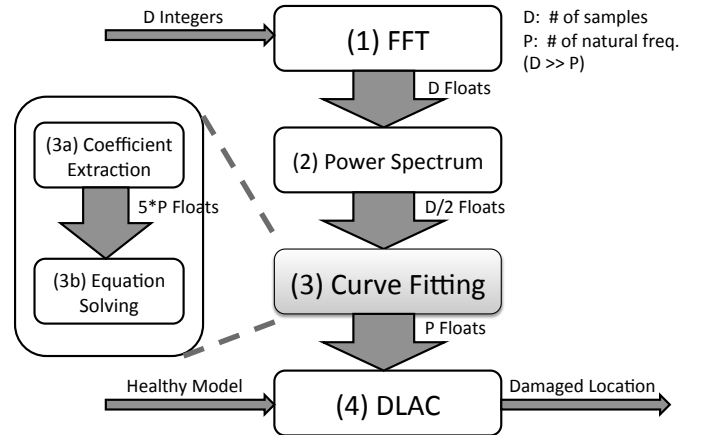 D Integers
(1) FFT
D: # of samples
P: # of natural freq.
(D >> P)
D Floats
(3a) Coefficient
Extraction
(2) Power Spectrum
5*P Floats
D/2 Floats
(3b) Equation
Solving
(3) Curve Fitting
P Floats
Healthy Model
(4) DLAC
Damaged Location